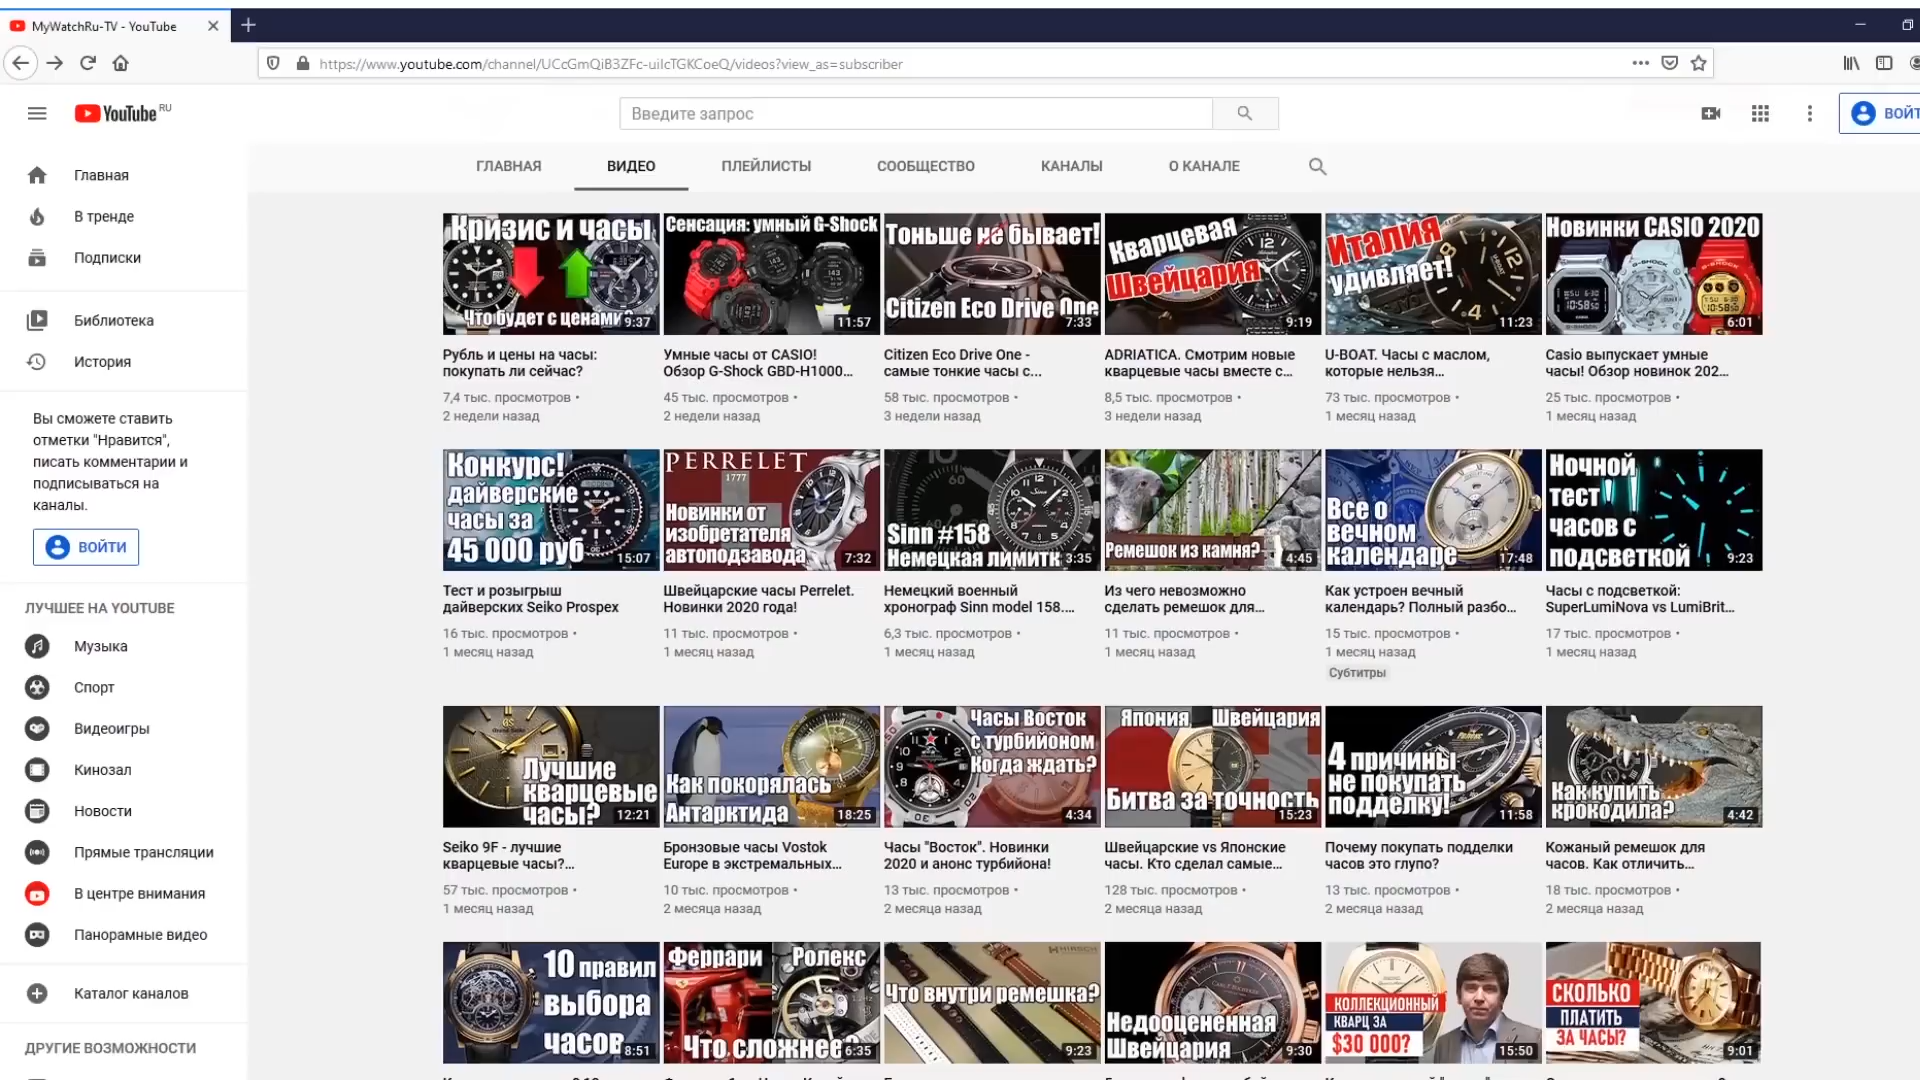 MyWatchRu-TV - YouTube
https://www.youtube.com/channel/UCcGmQiB3ZFc-uiIcTGKCoeQ/videos?view_as=subscriber
YouTube RU
Введите запрос
ВОЙТ
ГЛАВНАЯ ВИДЕО ПЛЕЙЛИСТЫ СООБЩЕСТВО КАНАЛЫ О КАНАЛЕ
Главная
В тренде
Подписки
Библиотека
История
Вы сможете ставить
отметки "Нравится",
писать комментарии и
подписываться на
каналы.
ВОЙТИ
ЛУЧШЕЕ НА YOUTUBE
Музыка
Спорт
Видеоигры
Кинозал
Новости
Прямые трансляции
В центре внимания
Панорамные видео
Каталог каналов
ДРУГИЕ ВОЗМОЖНОСТИ
Кризис и часы
Что будет с ценами
9:37
Рубль и цены на часы:
покупать ли сейчас?
7,4 тыс. просмотров •
2 недели назад
Сенсация: умный G-Shock
11:57
Умные часы от CASIO!
Обзор G-Shock GBD-H1000...
45 тыс. просмотров •
2 недели назад
Тоньше не бывает!
Citizen Eco Drive One
7:33
Citizen Eco Drive One -
самые тонкие часы с...
58 тыс. просмотров •
3 недели назад
Кварцевая
Швейцария
9:19
ADRIATICA. Смотрим новые
кварцевые часы вместе с...
8,5 тыс. просмотров •
3 недели назад
Италия
удивляет!
11:23
U-BOAT. Часы с маслом,
которые нельзя...
73 тыс. просмотров •
1 месяц назад
Новинки CASIO 2020
6:01
Casio выпускает умные
часы! Обзор новинок 202...
25 тыс. просмотров •
1 месяц назад
Конкурс!
дайверские
часы за
45 000 руб
15:07
Тест и розыгрыш
дайверских Seiko Prospex
16 тыс. просмотров •
1 месяц назад
PERRELET
1777
Новинки от
изобретателя
автоподзавода
7:32
Швейцарские часы Perrelet.
Новинки 2020 года!
11 тыс. просмотров •
1 месяц назад
Sinn #158
Немецкая лимитк
3:35
Немецкий военный
хронограф Sinn model 158....
6,3 тыс. просмотров •
1 месяц назад
Ремешок из камня?
4:45
Из чего невозможно
сделать ремешок для...
11 тыс. просмотров •
1 месяц назад
Все о
вечном
календаре
17:48
Как устроен вечный
календарь? Полный разбо...
15 тыс. просмотров •
1 месяц назад
Субтитры
Ночной
тест
часов с
подсветкой
9:23
Часы с подсветкой:
SuperLumiNova vs LumiBrit...
17 тыс. просмотров •
1 месяц назад
Лучшие
кварцевые
часы?
12:21
Seiko 9F - лучшие
кварцевые часы?...
57 тыс. просмотров •
1 месяц назад
Как покорялась
Антарктида
18:25
Бронзовые часы Vostok
Europe в экстремальных...
10 тыс. просмотров •
2 месяца назад
Часы Восток
с турбийоном
Когда ждать?
4:34
Часы "Восток". Новинки
2020 и анонс турбийона!
13 тыс. просмотров •
2 месяца назад
Япония Швейцария
Битва за точность
15:23
Швейцарские vs Японские
часы. Кто сделал самые...
128 тыс. просмотров •
2 месяца назад
4 причины
не покупать
подделку!
11:58
Почему покупать подделки
часов это глупо?
13 тыс. просмотров •
2 месяца назад
Как купить
крокодила?
4:42
Кожаный ремешок для
часов. Как отличить...
18 тыс. просмотров •
2 месяца назад
10 правил
выбора
часов
8:51
Феррари Ролекс
Что сложнее
6:35
HIRSCH
Что внутри ремешка?
9:23
Недооцененная
Швейцария
9:30
КОЛЛЕКЦИОННЫЙ
КВАРЦ ЗА
$30 000?
15:50
СКОЛЬКО
ПЛАТИТЬ
ЗА ЧАСЫ?
9:01